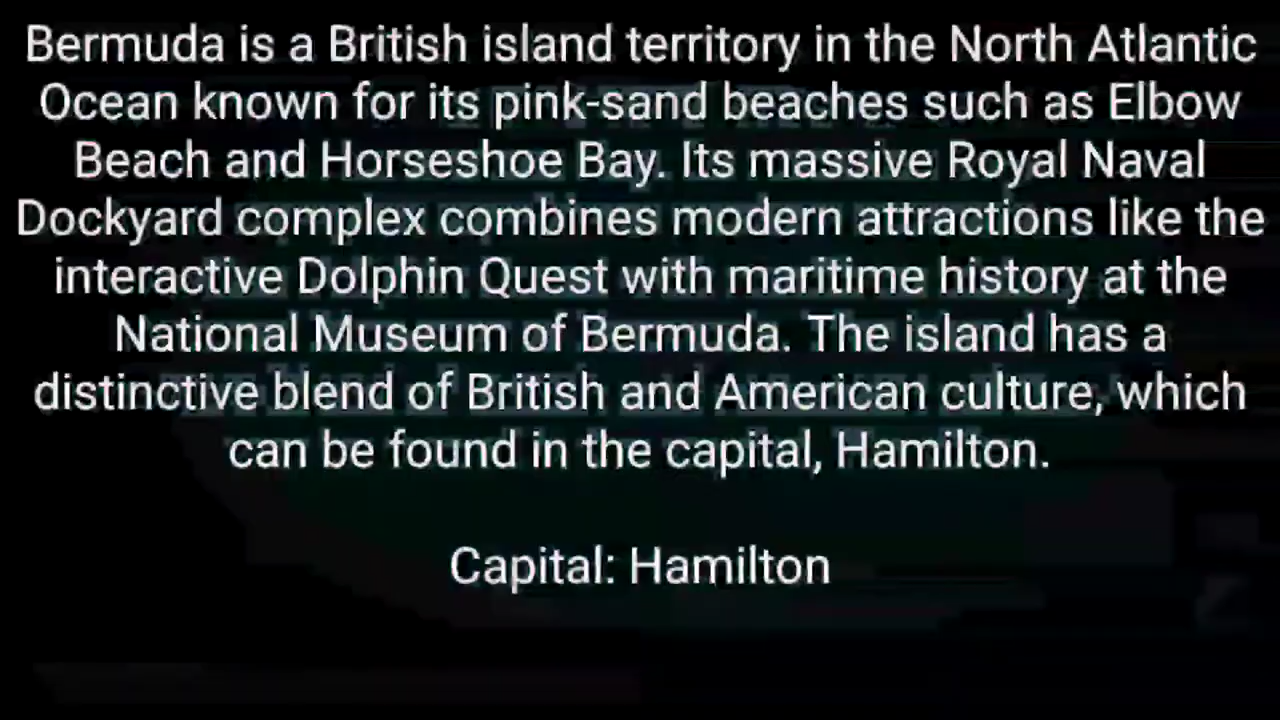 Bermuda is a British island territory in the North Atlantic
Ocean known for its pink-sand beaches such as Elbow
Beach and Horseshoe Bay. Its massive Royal Naval
Dockyard complex combines modern attractions like the
interactive Dolphin Quest with maritime history at the
National Museum of Bermuda. The island has a
distinctive blend of British and American culture, which
can be found in the capital, Hamilton.
Capital: Hamilton